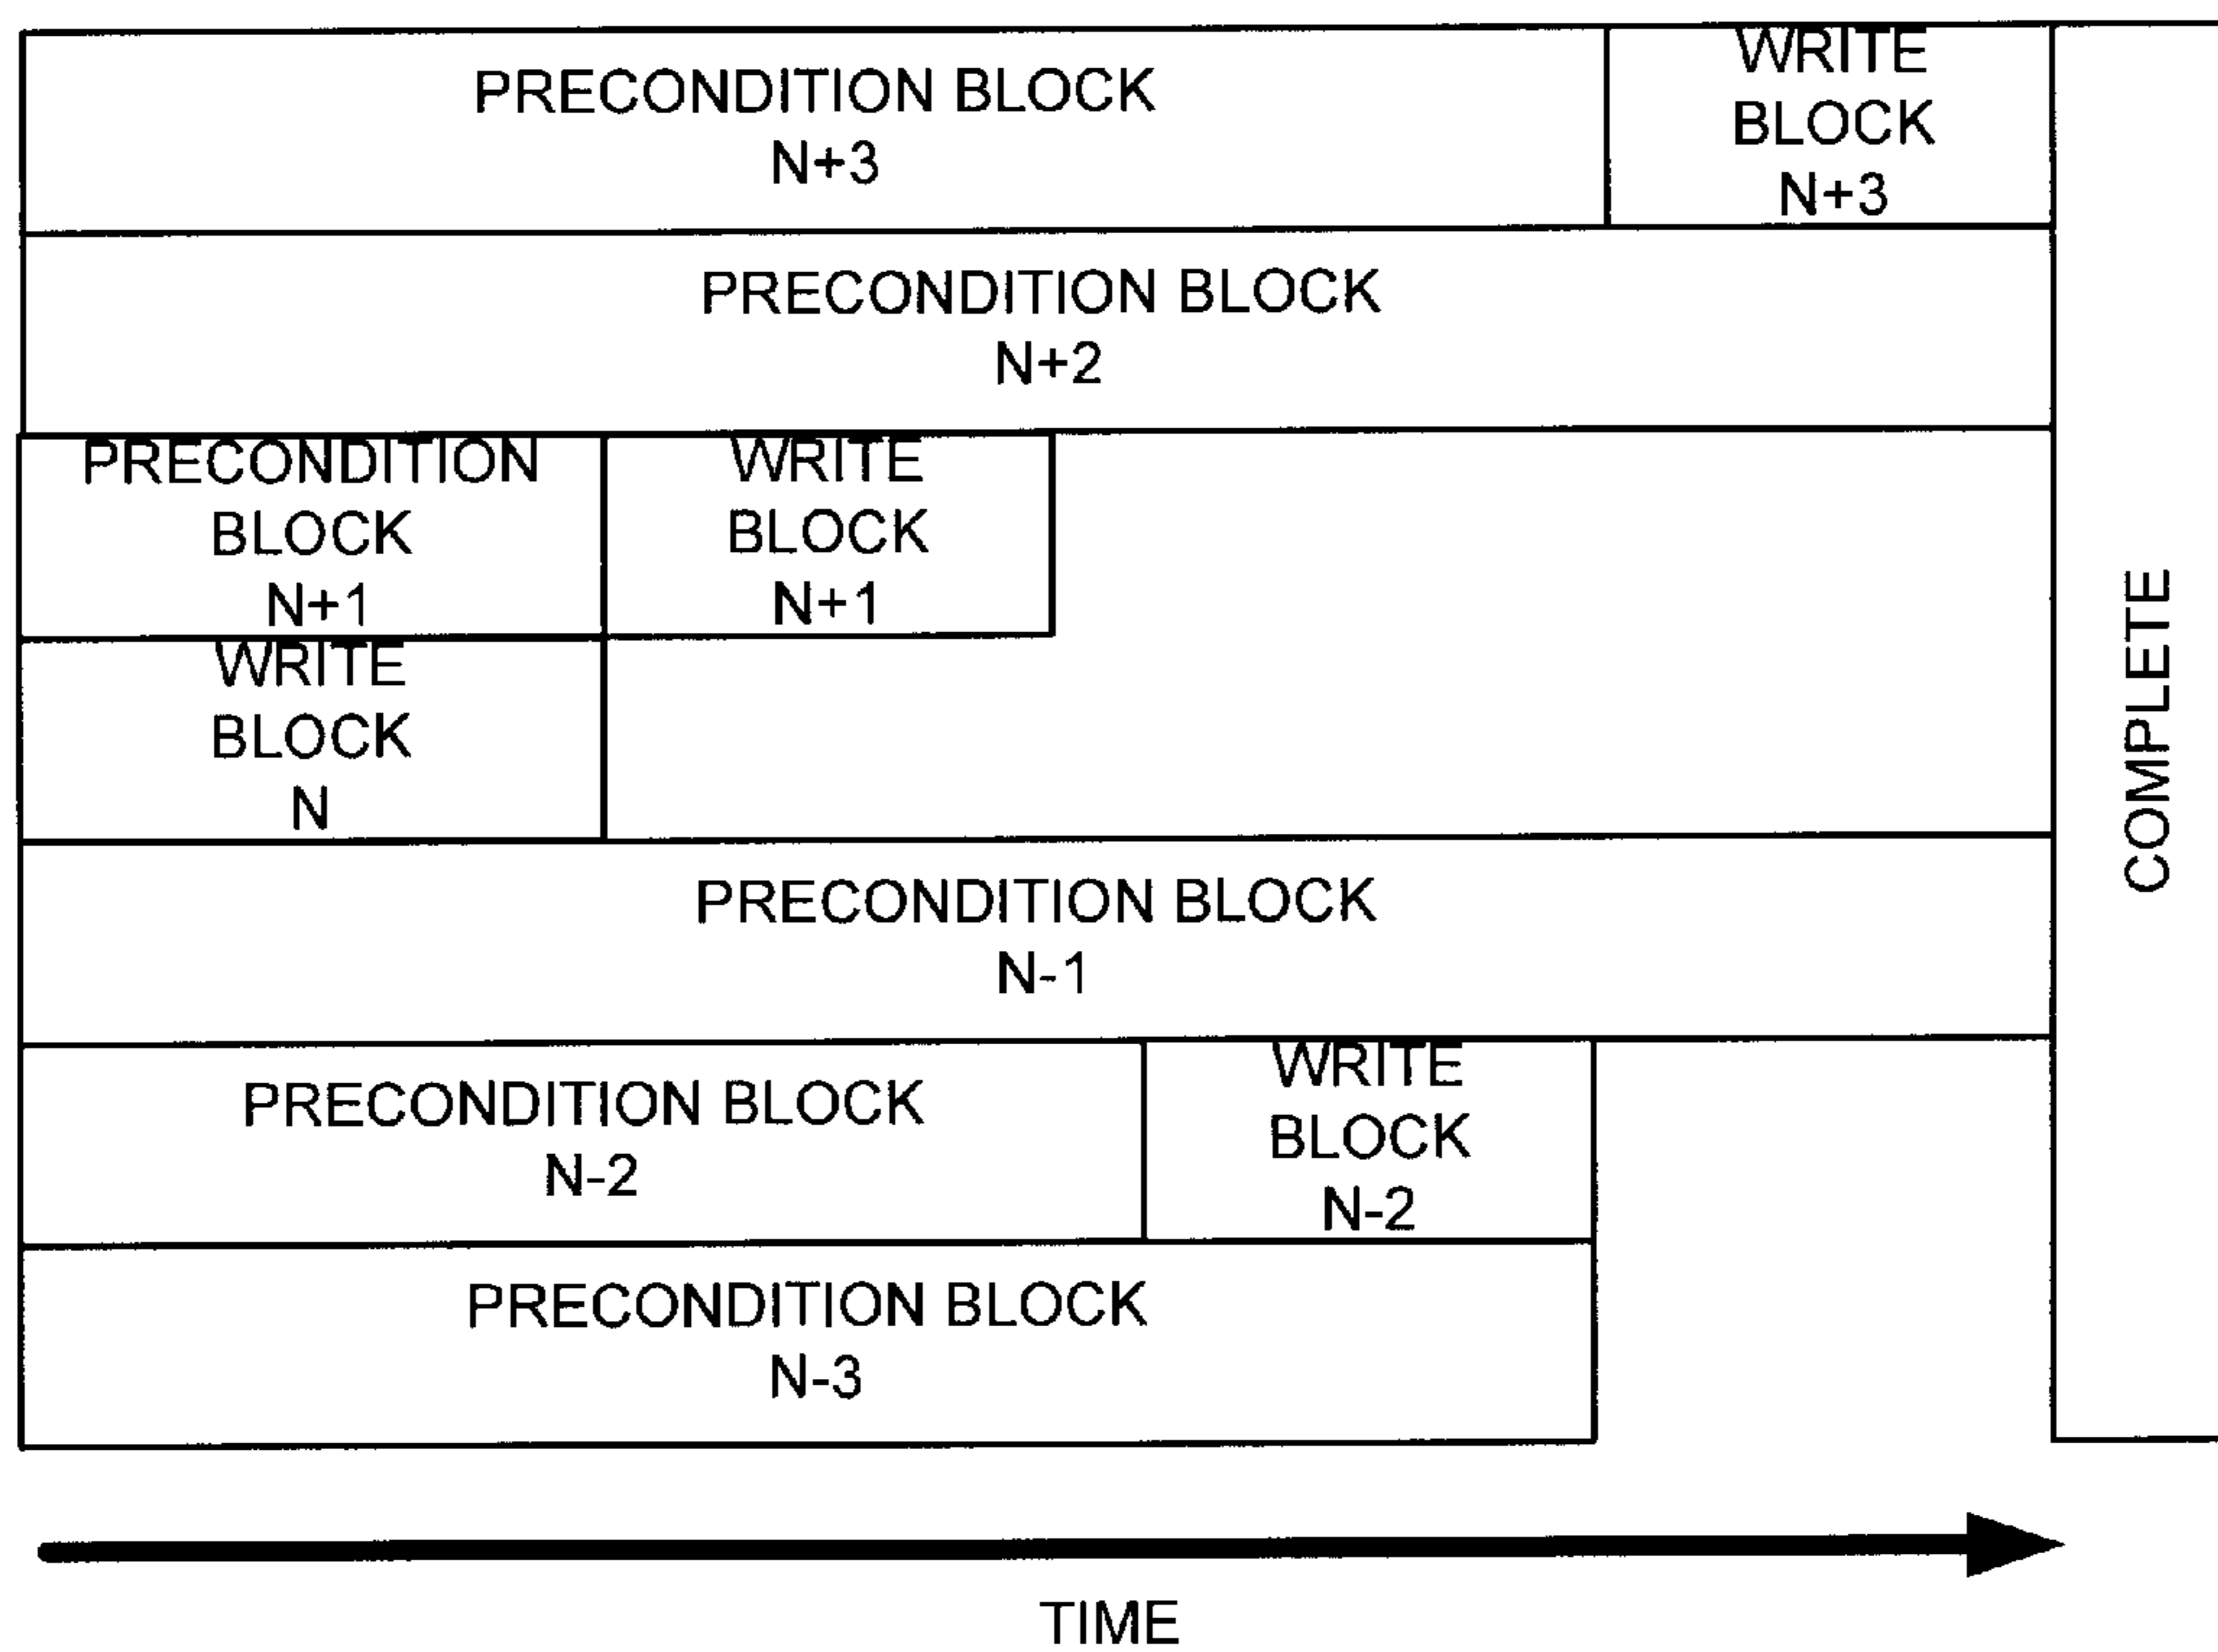 PRECONDITION BLOCK
N+3
WRITE
BLOCK
N+3
PRECONDITION BLOCK
N+2
PRECONDITION
BLOCK
N+1
WRITE
BLOCK
N+1
WRITE
BLOCK
N
PRECONDITION BLOCK
N-1
PRECONDITION BLOCK
N-2
WRITE
BLOCK
N-2
PRECONDITION BLOCK
N-3
COMPLETE
TIME